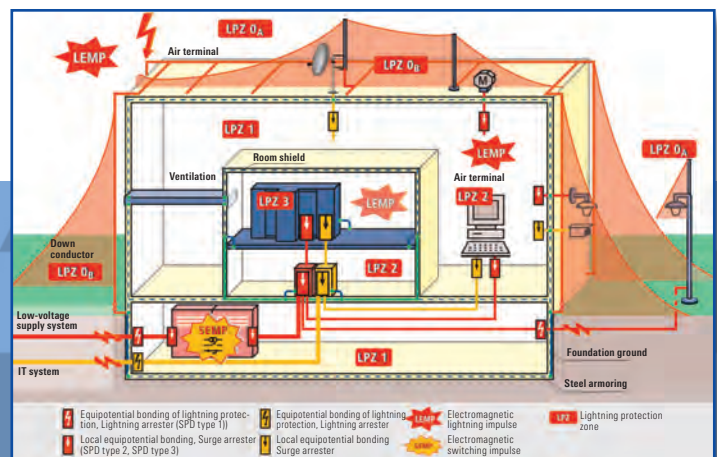 LPZ 0A
Air terminal
LEMP
LPZ 0B
M
LPZ 1
LEMP
LPZ 0A
Room shield
Ventilation
Air terminal
LPZ 3
LEMP
LPZ 2
Down
conductor
LPZ 0B
LPZ 2
Low-voltage
supply system
SEMP
IT system
LPZ 1
Foundation ground
Steel armoring
Equipotential bonding of lightning protec-
tion, Lightning arrester (SPD type 1))
Equipotential bonding of lightning
protection, Lightning arrester
LEMP
Electromagnetic
lightning impulse
LPZ
Lightning protection
zone
Local equipotential bonding, Surge arrester
(SPD type 2, SPD type 3)
Local equipotential bonding
Surge arrester
SEMP
Electromagnetic
switching impulse